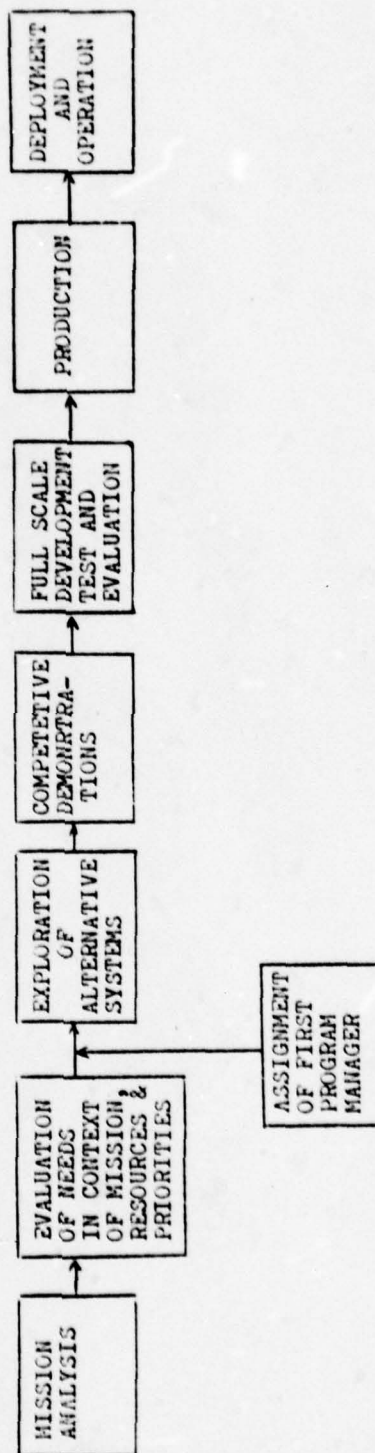 MISSION
ANALYSIS
EVALUATION
OF NEEDS
IN CONTEXT
OF MISSION,
RESOURCES &
PRIORITIES
ASSIGNMENT
OF FIRST
PROGRAM
MANAGER
EXPLORATION
OF
ALTERNATIVE
SYSTEMS
COMPETETIVE
DEMONRTRA-
TIONS
FULL SCALE
DEVELOPMENT
TEST AND
EVALUATION
PRODUCTION
DEPLOYMENT
AND
OPERATION